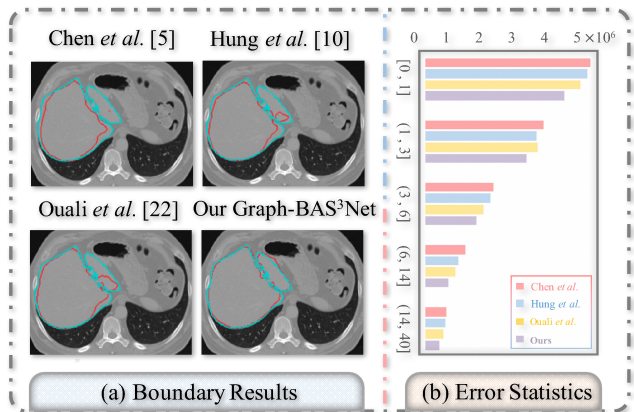 Chen et al. [5]
Hung et al. [10]
Ouali et al. [22]
Our Graph-BAS³Net
(a) Boundary Results
0 1 2 3 4 5 ×10⁶
[0, 1]
(1, 3]
(3, 6]
(6, 14]
(14, 40]
Chen et al.
Hung et al.
Ouali et al.
Ours
(b) Error Statistics